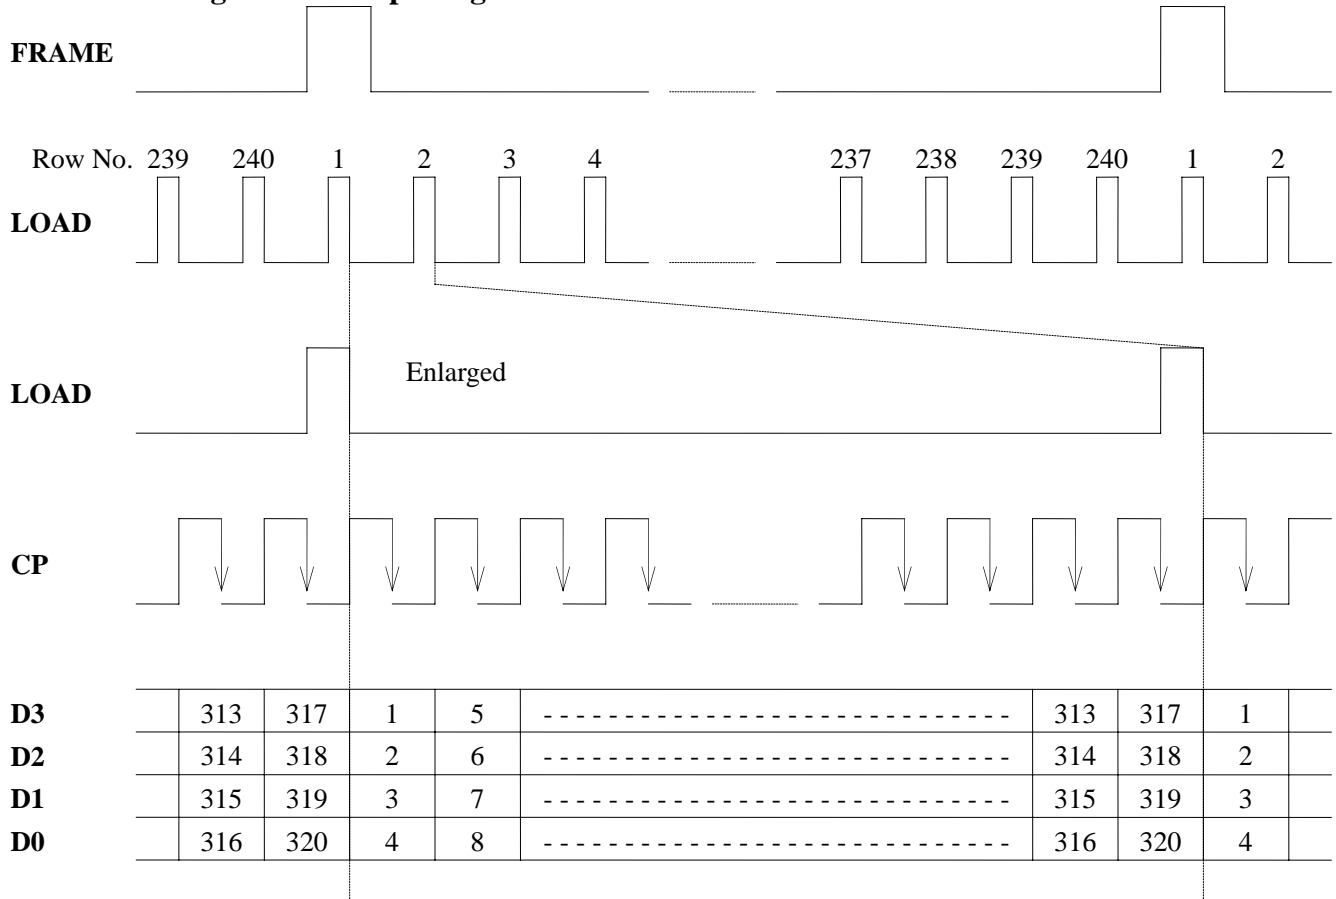 FRAME
Row No. 239 240 1 2 3 4 237 238 239 240 1 2
LOAD
Enlarged
LOAD
CP
D3 313 317 1 5 - - - - - - - - - - - - - - - - - - - - - - - - - - - - - 313 317 1
D2 314 318 2 6 - - - - - - - - - - - - - - - - - - - - - - - - - - - - - 314 318 2
D1 315 319 3 7 - - - - - - - - - - - - - - - - - - - - - - - - - - - - - 315 319 3
D0 316 320 4 8 - - - - - - - - - - - - - - - - - - - - - - - - - - - - - 316 320 4